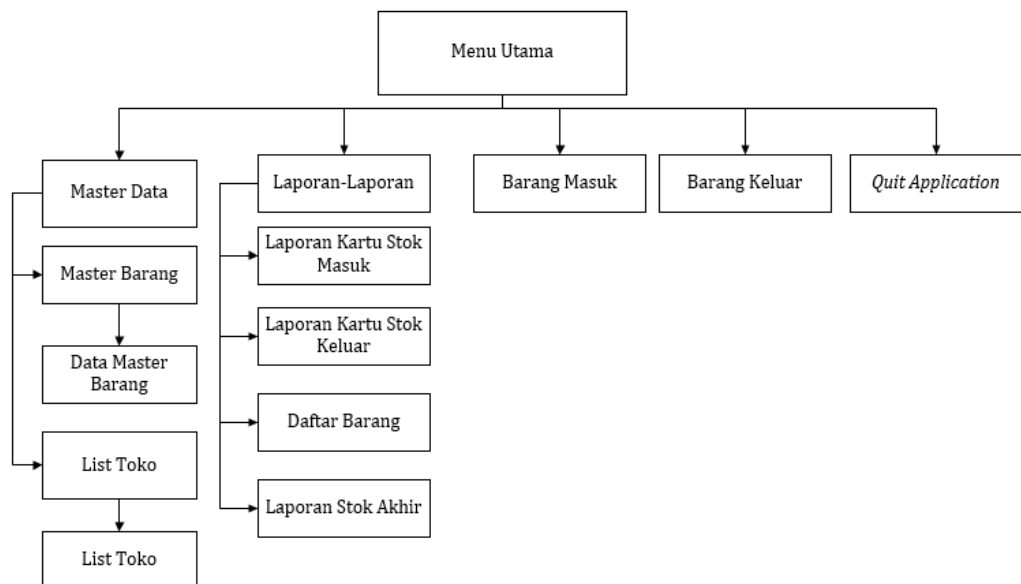 Menu Utama
Master Data
Laporan-Laporan
Barang Masuk
Barang Keluar
Quit Application
Master Barang
Laporan Kartu Stok
Masuk
Data Master
Barang
Laporan Kartu Stok
Keluar
List Toko
Daftar Barang
List Toko
Laporan Stok Akhir